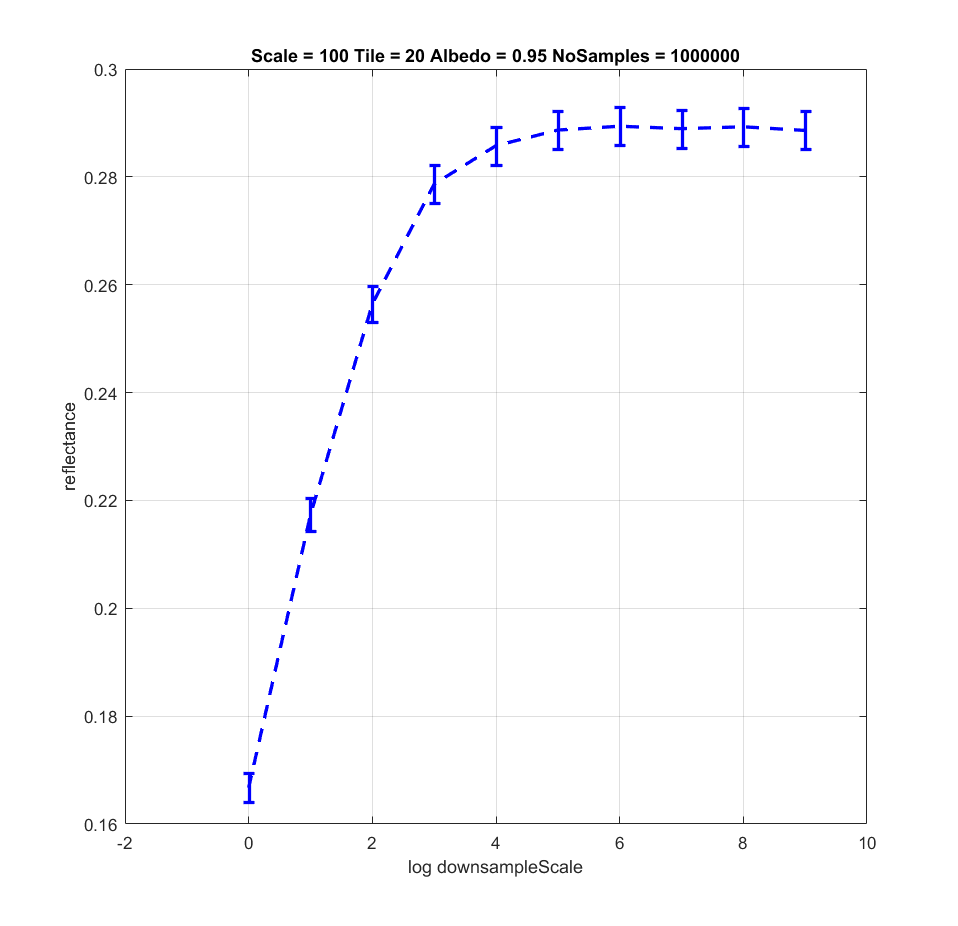 Scale = 100 Tile = 20 Albedo = 0.95 NoSamples = 1000000
0.3
0.28
0.26
0.24
0.22
0.2
0.18
0.16
reflectance
-2 0 2 4 6 8 10
log downsampleScale